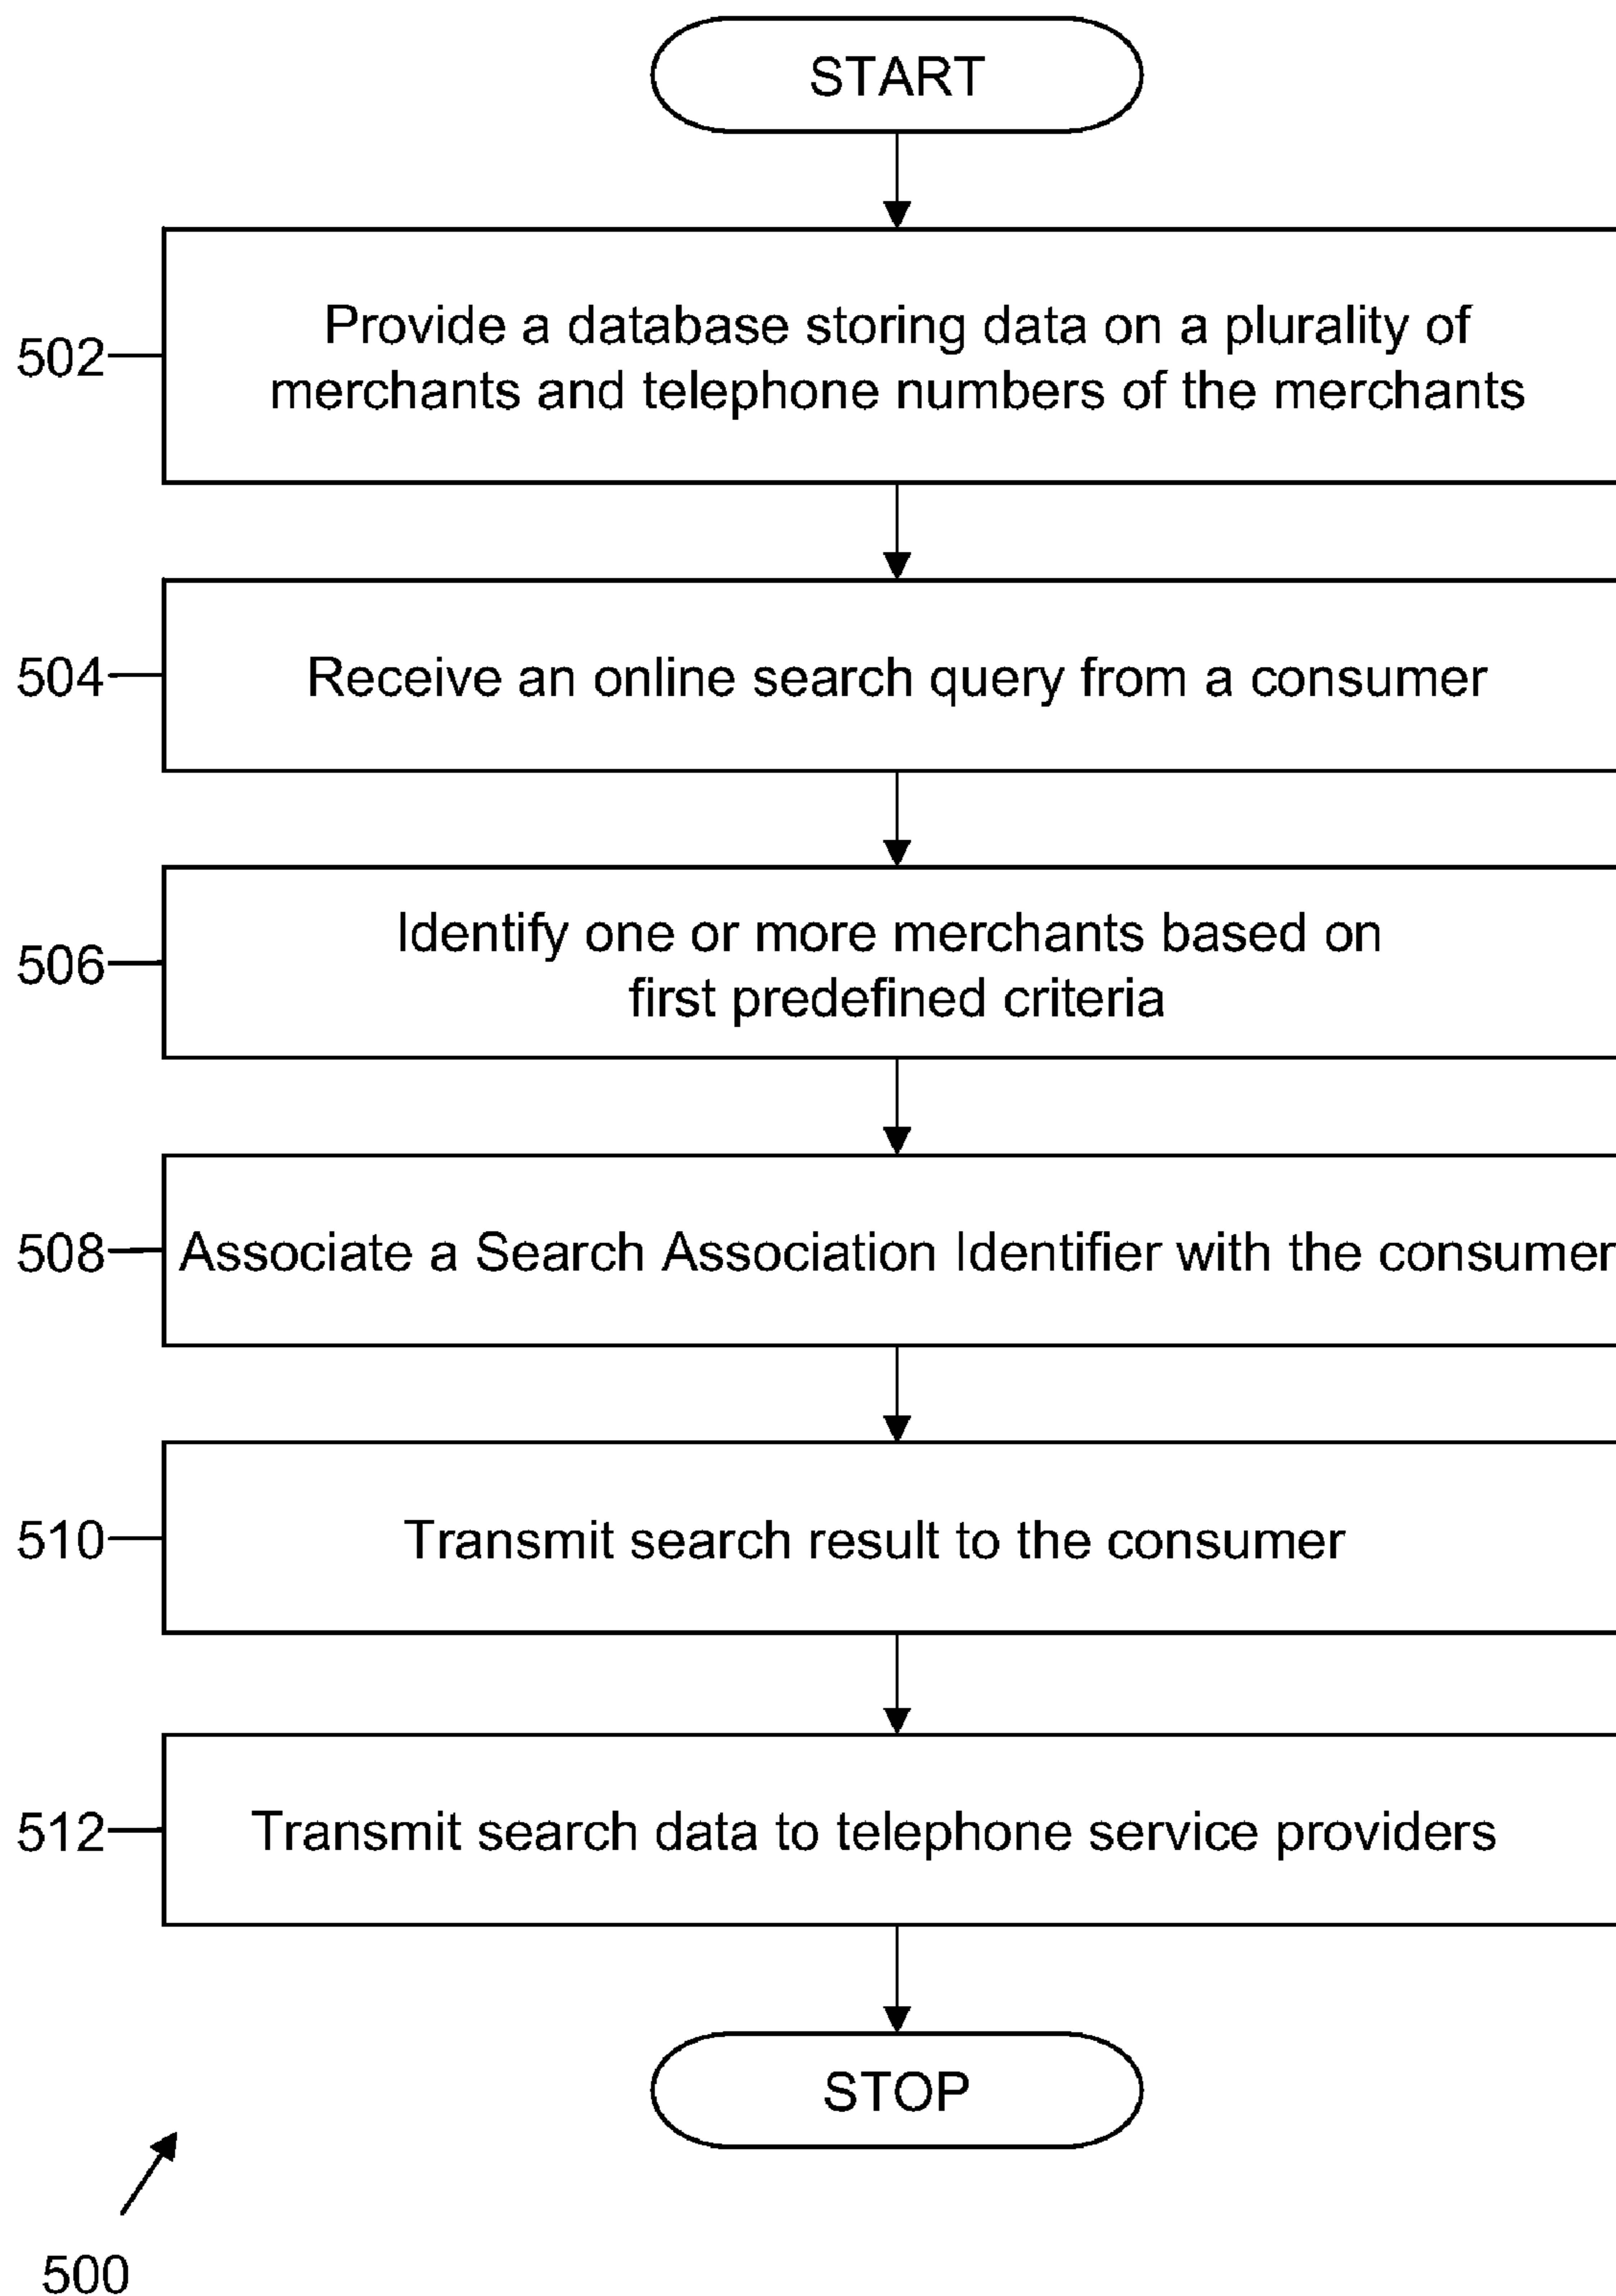 START
502
Provide a database storing data on a plurality of
merchants and telephone numbers of the merchants
504
Receive an online search query from a consumer
506
Identify one or more merchants based on
first predefined criteria
508
Associate a Search Association Identifier with the consumer
510
Transmit search result to the consumer
512
Transmit search data to telephone service providers
STOP
500